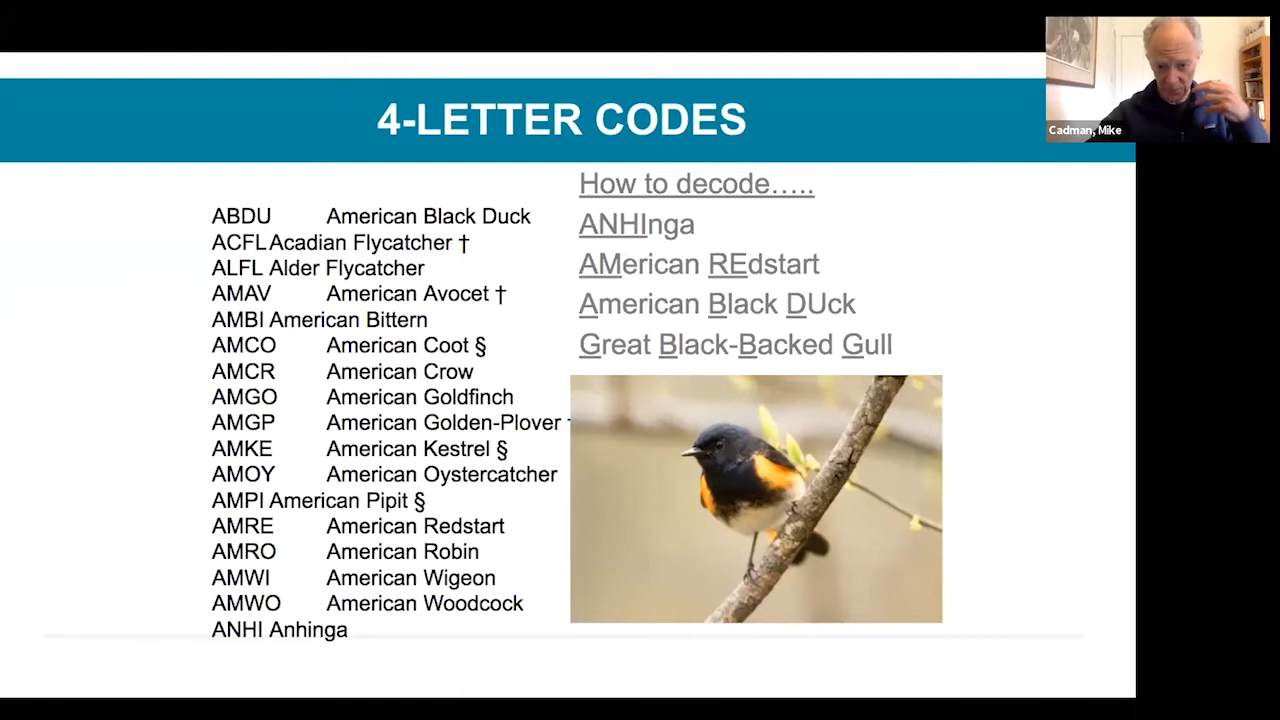 4-LETTER CODES
Cadman, Mike
ABDU American Black Duck
ACFL Acadian Flycatcher †
ALFL Alder Flycatcher
AMAV American Avocet †
AMBI American Bittern
AMCO American Coot §
AMCR American Crow
AMGO American Goldfinch
AMGP American Golden-Plover
AMKE American Kestrel §
AMOY American Oystercatcher
AMPI American Pipit §
AMRE American Redstart
AMRO American Robin
AMWI American Wigeon
AMWO American Woodcock
ANHI Anhinga
How to decode…..
ANHInga
AMerican REdstart
American Black DUck
Great Black-Backed Gull